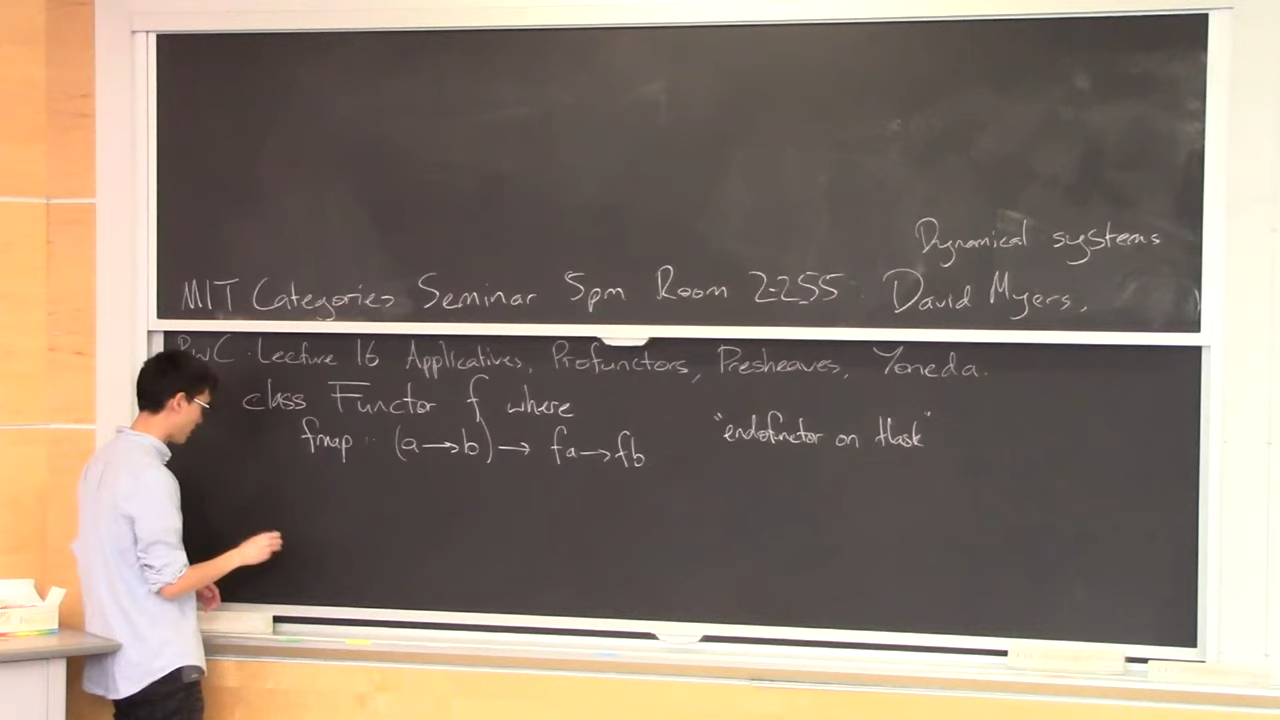 Dynamical systems
MIT Categories Seminar 5pm Room 2-255 David Myers,
PwC. Lecture 16 Applicatives, Profunctors, Presheaves, Yoneda.
class Functor f where
fmap :: (a→b)→ fa→fb
"endofnctor on Hask"